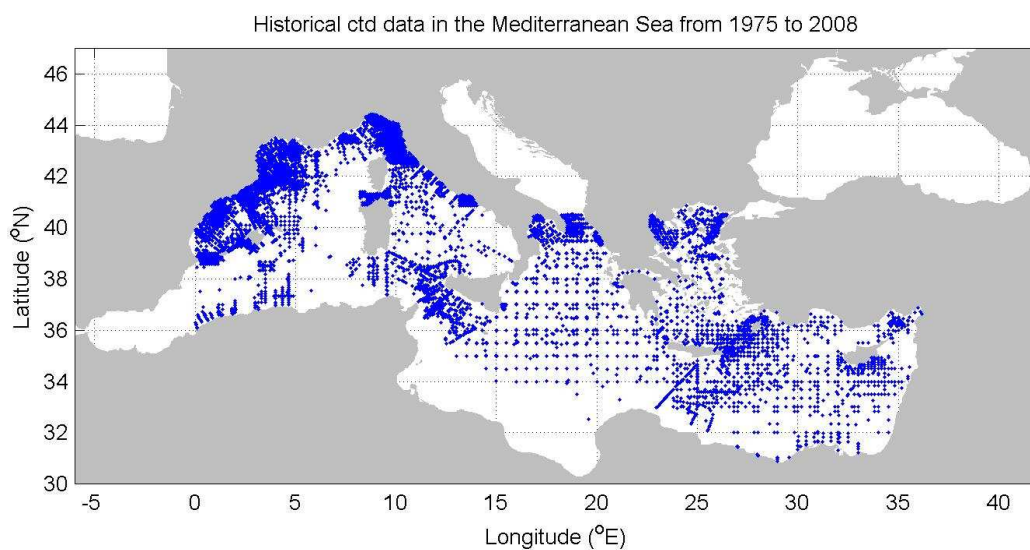 Historical ctd data in the Mediterranean Sea from 1975 to 2008
46
44
42
40
38
36
34
32
30
Latitude (°N)
-5 0 5 10 15 20 25 30 35 40
Longitude (°E)